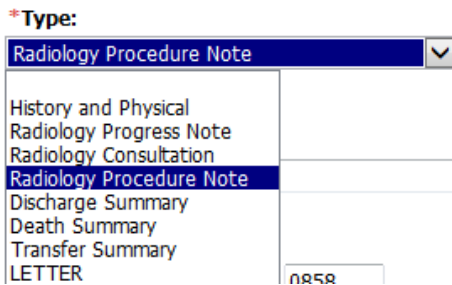 *Type:
Radiology Procedure Note
History and Physical
Radiology Progress Note
Radiology Consultation
Radiology Procedure Note
Discharge Summary
Death Summary
Transfer Summary
LETTER
0858